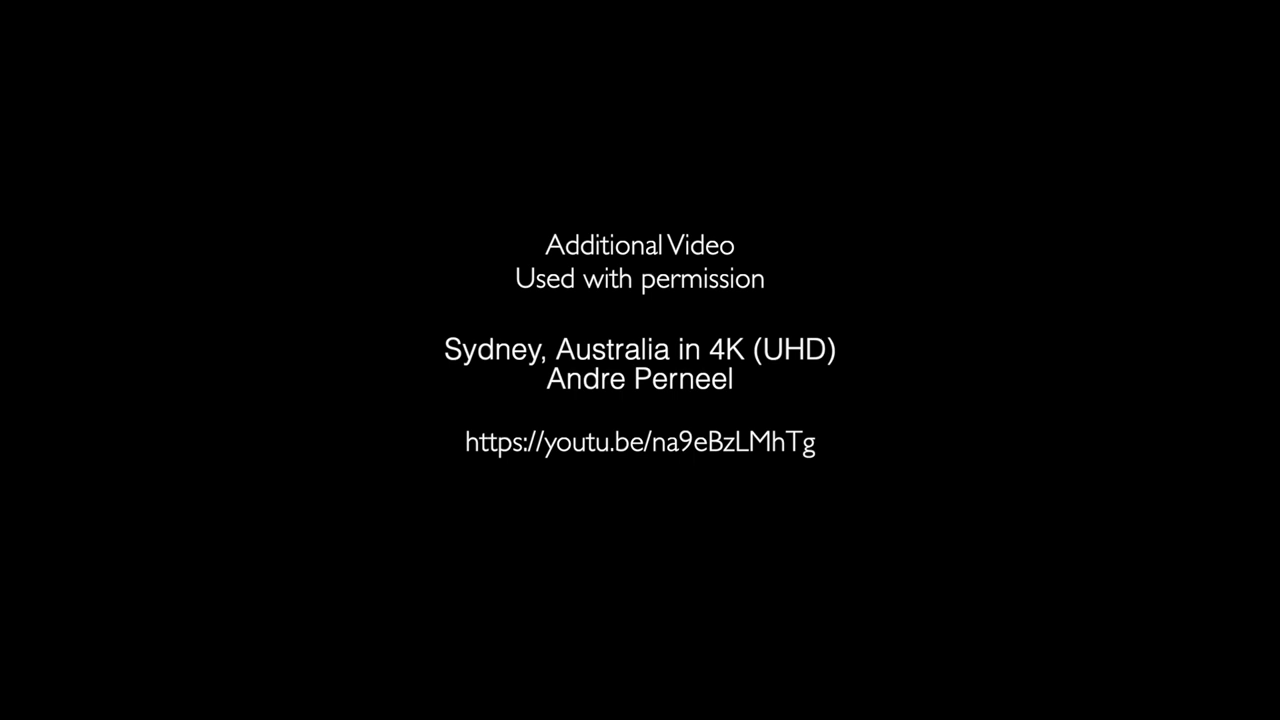 Additional Video
Used with permission
Sydney, Australia in 4K (UHD)
Andre Perneel
https://youtu.be/na9eBzLMhTg